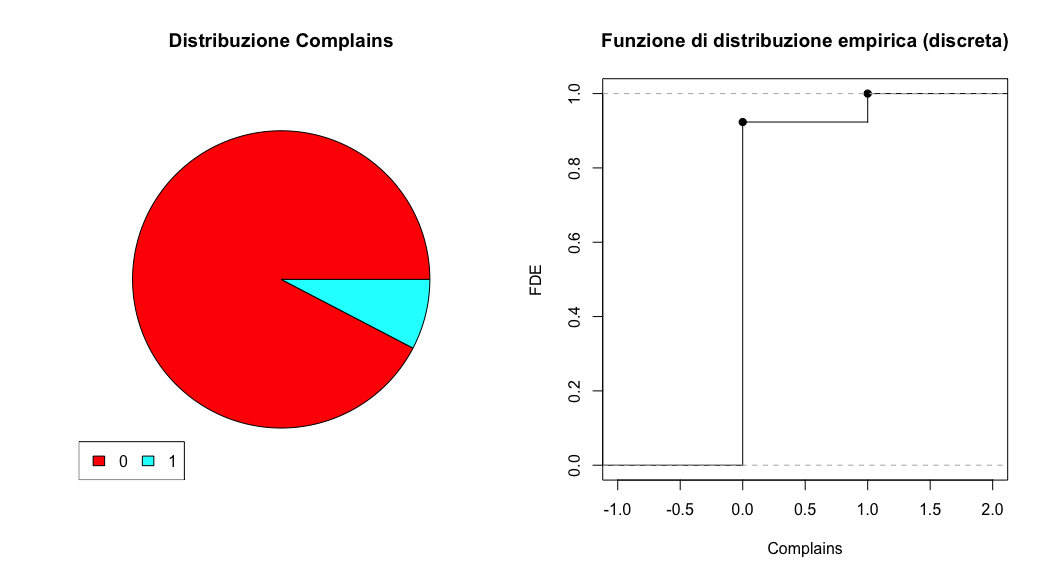 Distribuzione Complains
0 1
Funzione di distribuzione empirica (discreta)
FDE
1.0
0.8
0.6
0.4
0.2
0.0
-1.0 -0.5 0.0 0.5 1.0 1.5 2.0
Complains